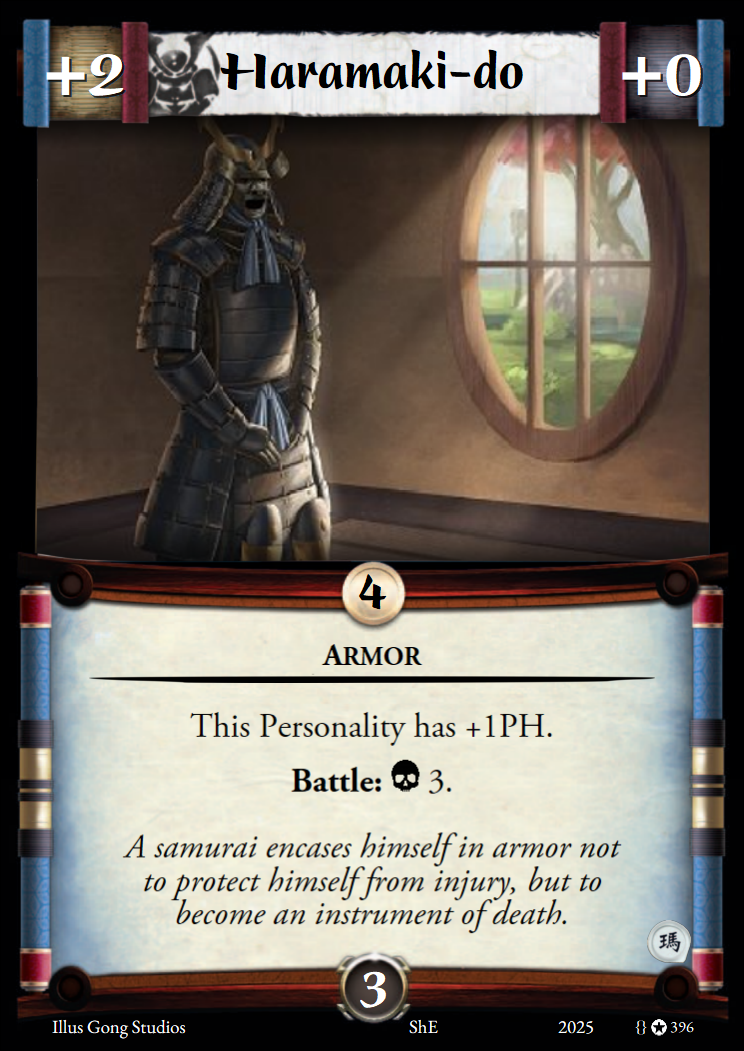 +2 Haramaki-do +0
4
ARMOR
This Personality has +1PH.
Battle: 3.
A samurai encases himself in armor not
to protect himself from injury, but to
become an instrument of death.
瑪
3
Illus Gong Studios ShE 2025 {} 396